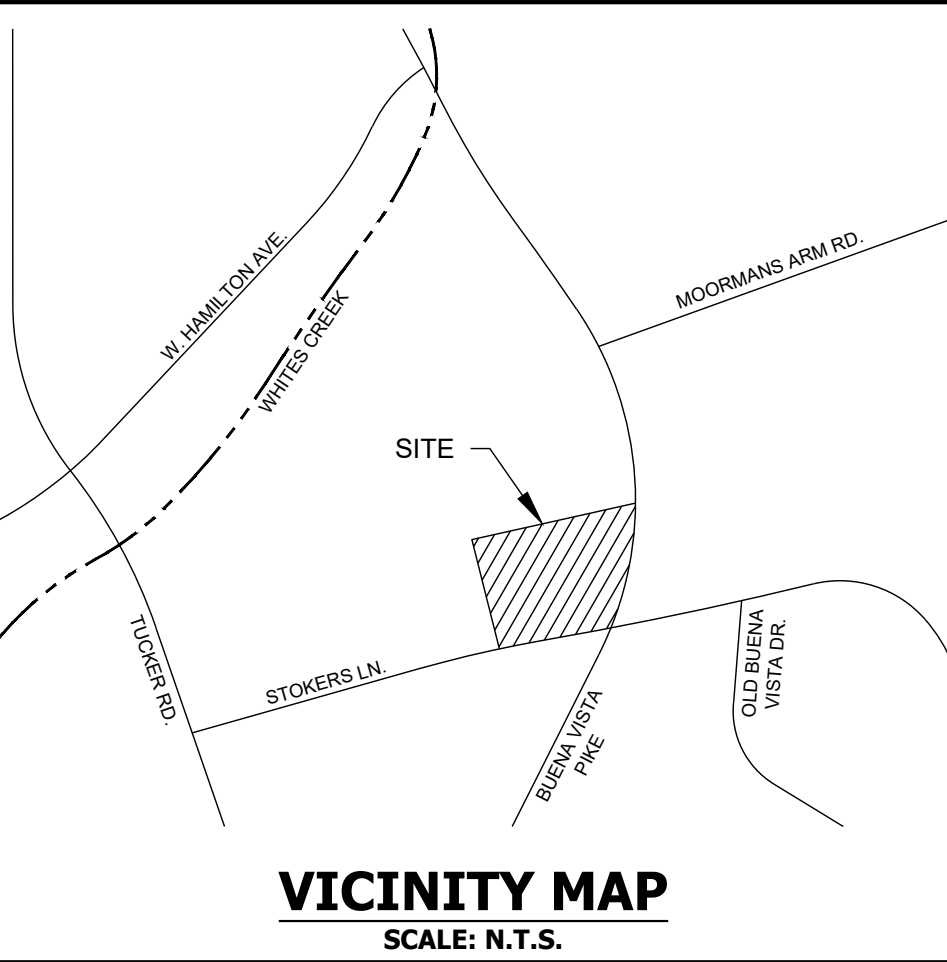 W. HAMILTON AVE.
MOORMANS ARM RD.
WHITES CREEK
SITE
TUCKER RD.
STOKERS LN.
OLD BUENA
VISTA DR.
BUENA VISTA
PIKE
VICINITY MAP
SCALE: N.T.S.